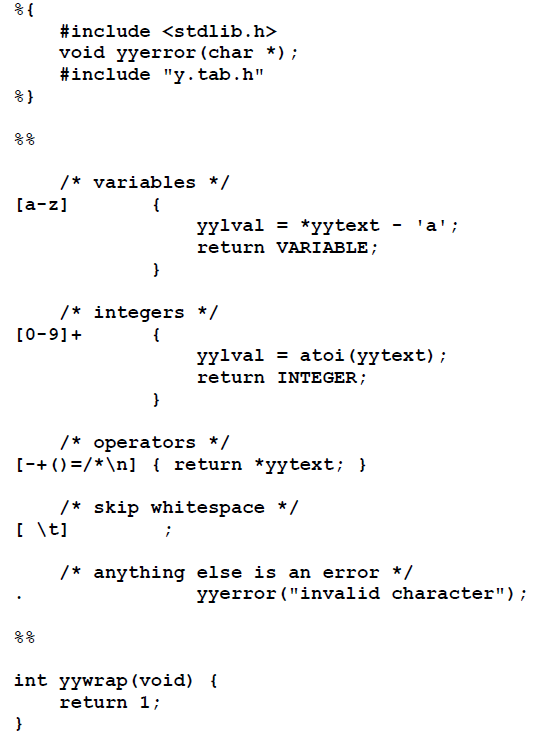 %{
    #include <stdlib.h>
    void yyerror(char *);
    #include "y.tab.h"
%}

%%

    /* variables */
[a-z]       {
                yylval = *yytext - 'a';
                return VARIABLE;
            }

    /* integers */
[0-9]+      {
                yylval = atoi(yytext);
                return INTEGER;
            }

    /* operators */
[-+()=/*\n] { return *yytext; }

    /* skip whitespace */
[ \t]        ;

    /* anything else is an error */
.               yyerror("invalid character");

%%

int yywrap(void) {
    return 1;
}